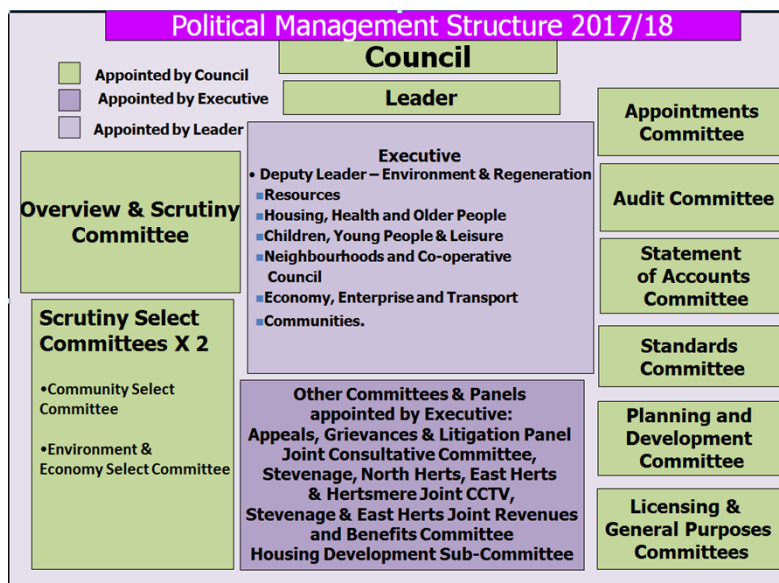 Political Management Structure 2017/18
Council
Leader
Appointed by Council
Appointed by Executive
Appointed by Leader
Overview & Scrutiny
Committee
Scrutiny Select
Committees X 2
•Community Select
Committee
•Environment &
Economy Select Committee
Executive
• Deputy Leader – Environment & Regeneration
Resources
Housing, Health and Older People
Children, Young People & Leisure
Neighbourhoods and Co-operative
Council
Economy, Enterprise and Transport
Communities.
Other Committees & Panels
appointed by Executive:
Appeals, Grievances & Litigation Panel
Joint Consultative Committee,
Stevenage, North Herts, East Herts
& Hertsmere Joint CCTV,
Stevenage & East Herts Joint Revenues
and Benefits Committee
Housing Development Sub-Committee
Appointments
Committee
Audit Committee
Statement
of Accounts
Committee
Standards
Committee
Planning and
Development
Committee
Licensing &
General Purposes
Committees